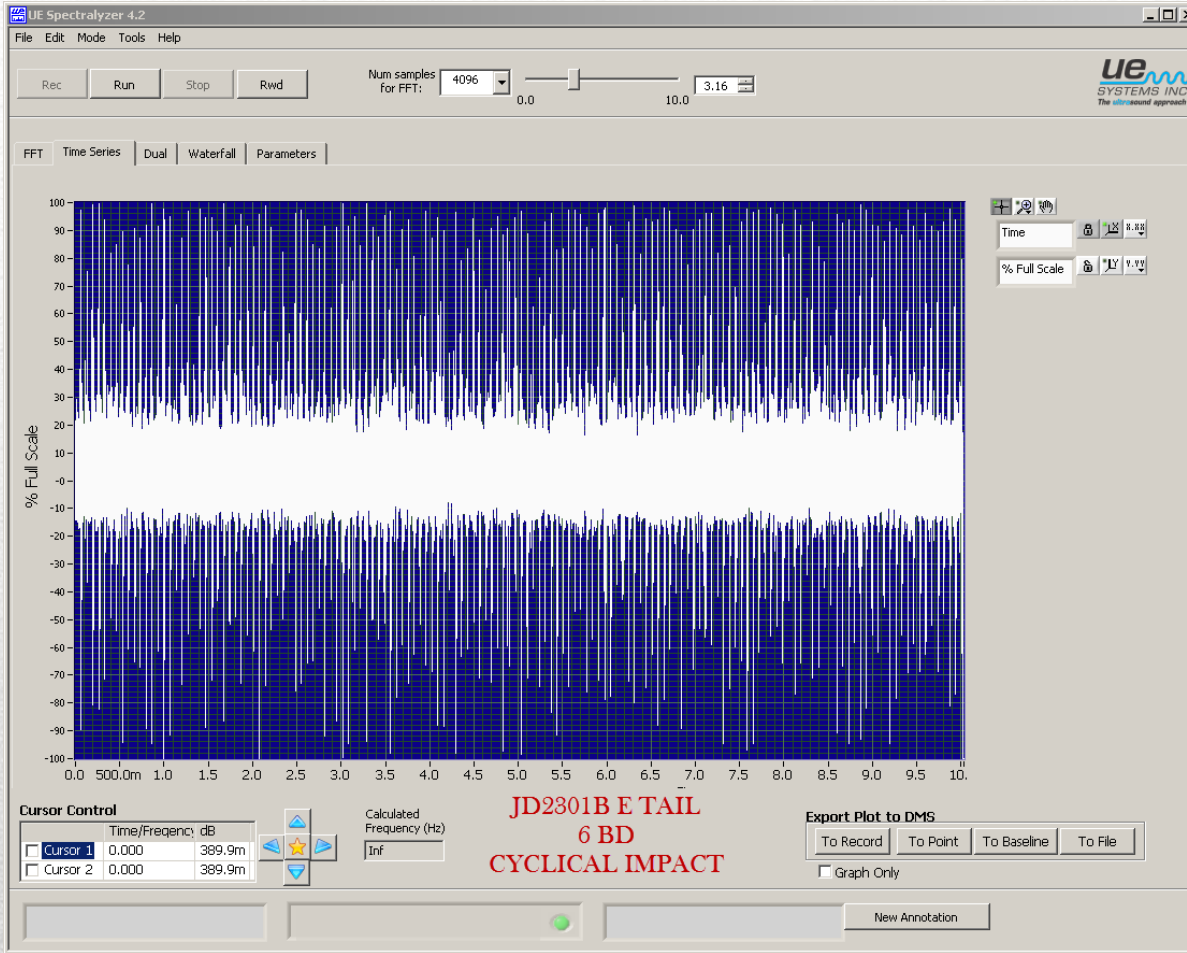 UE Spectralyzer 4.2
File Edit Mode Tools Help
Rec Run Stop Rwd
Num samples
for FFT:
4096
0.0 10.0
3.16
ue
SYSTEMS INC
The ultrasound approach
FFT Time Series Dual Waterfall Parameters
100
90
80
70
60
50
40
30
20
10
-0
-10
-20
-30
-40
-50
-60
-70
-80
-90
-100
% Full Scale
0.0 500.0m 1.0 1.5 2.0 2.5 3.0 3.5 4.0 4.5 5.0 5.5 6.0 6.5 7.0 7.5 8.0 8.5 9.0 9.5 10.
Time
% Full Scale
Cursor Control
Time/Freqency dB
Cursor 1 0.000 389.9m
Cursor 2 0.000 389.9m
Calculated
Frequency (Hz)
Inf
JD2301B E TAIL
6 BD
CYCLICAL IMPACT
Export Plot to DMS
To Record To Point To Baseline To File
Graph Only
New Annotation